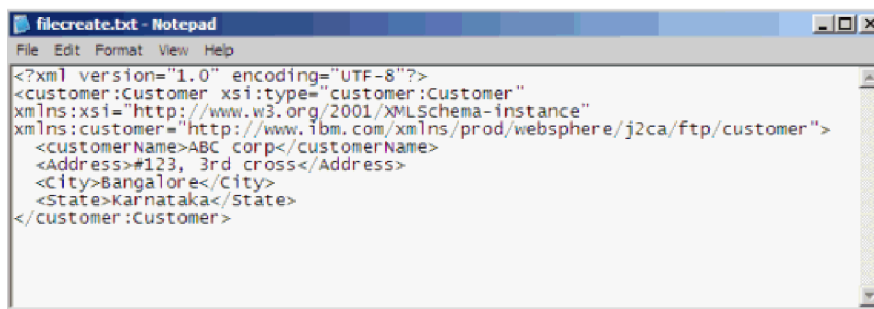 filecreate.txt - Notepad
File Edit Format View Help
<?xml version="1.0" encoding="UTF-8"?>
<customer:Customer xsi:type="customer:Customer"
xmlns:xsi="http://www.w3.org/2001/XMLSchema-instance"
xmlns:customer="http://www.ibm.com/xmlns/prod/websphere/j2ca/ftp/customer">
  <customerName>ABC corp</customerName>
  <Address>#123, 3rd cross</Address>
  <City>Bangalore</City>
  <State>Karnataka</State>
</customer:Customer>